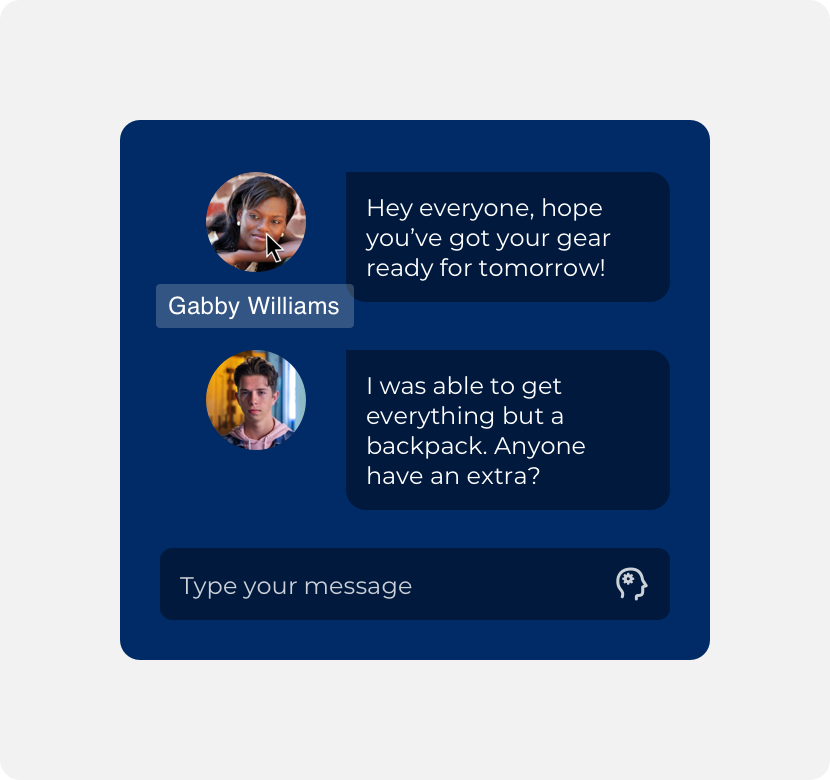 Hey everyone, hope
you’ve got your gear
ready for tomorrow!
Gabby Williams
I was able to get
everything but a
backpack. Anyone
have an extra?
Type your message